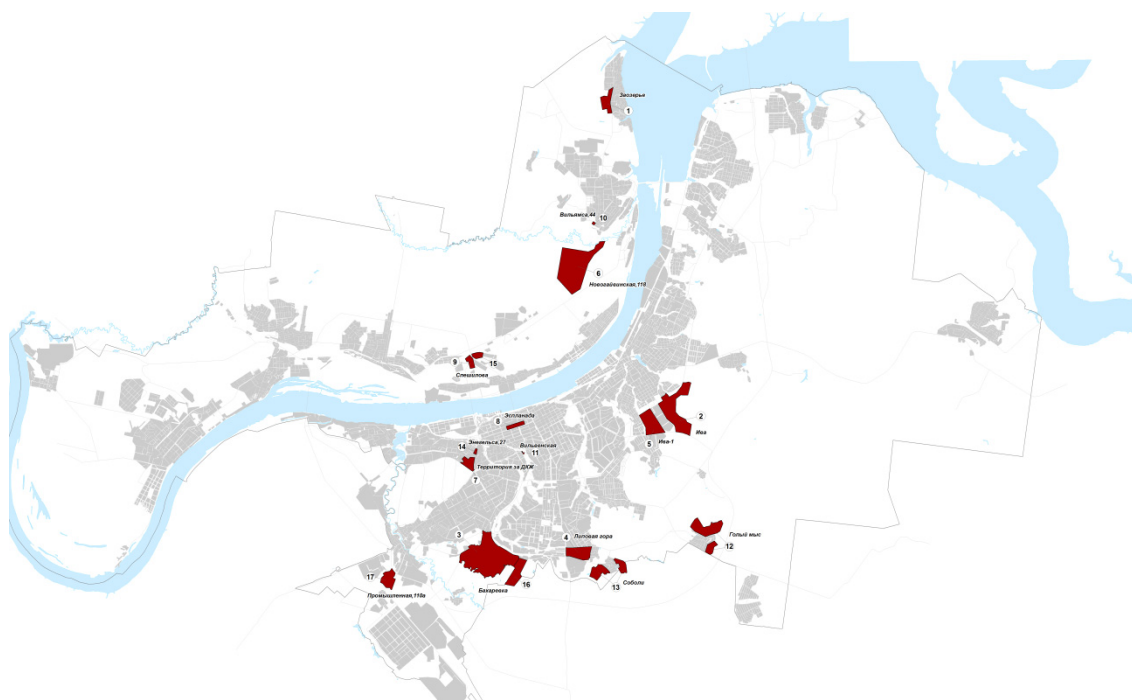 Заозерье
1
Вильямса,44
10
6
Новогайвинская,118
9
15
Спешилова
Эспланада
8
2
Ива
5
Ива-1
14
Энгельса,27
Вильвенская
11
Территория за ДКМ
7
3
4
Липовая гора
Голый мыс
12
17
Промышленная,110а
Бахаревка
16
13
Соболи